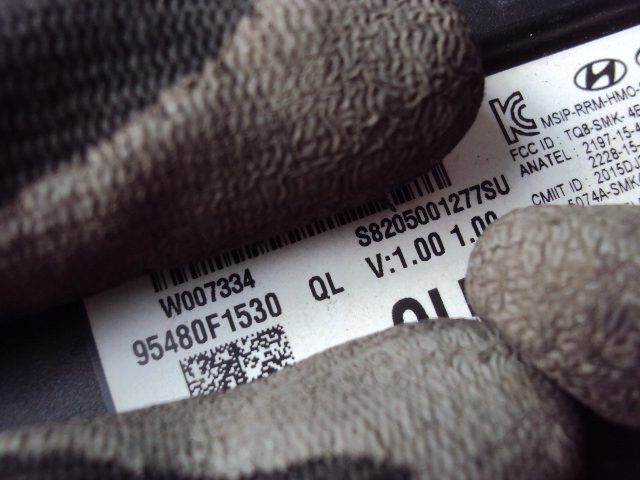 MSIP-RRM-HMO-
FCC ID : TQ8-SMK-
ANATEL : 2197-15-
2228-15-
CMIIT ID : 2015DJ
5074A-SMK
S8205001277SU
V:1.00 1.00
W007334 QL
95480F1530